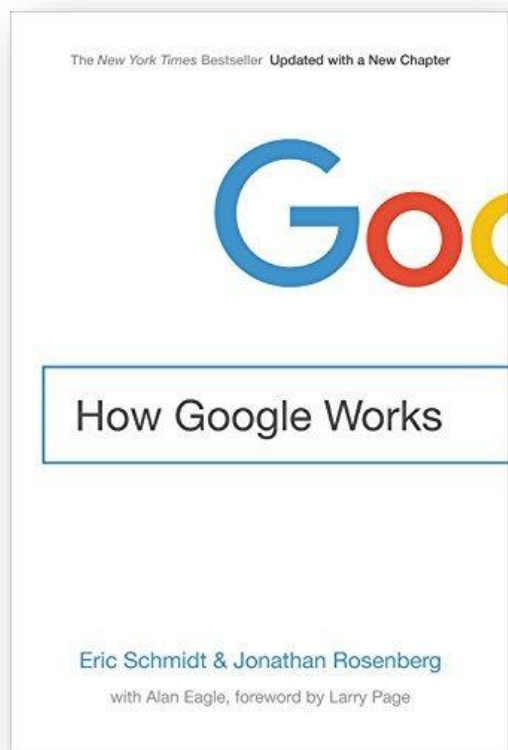 The New York Times Bestseller Updated with a New Chapter
Goo
How Google Works
Eric Schmidt & Jonathan Rosenberg
with Alan Eagle, foreword by Larry Page